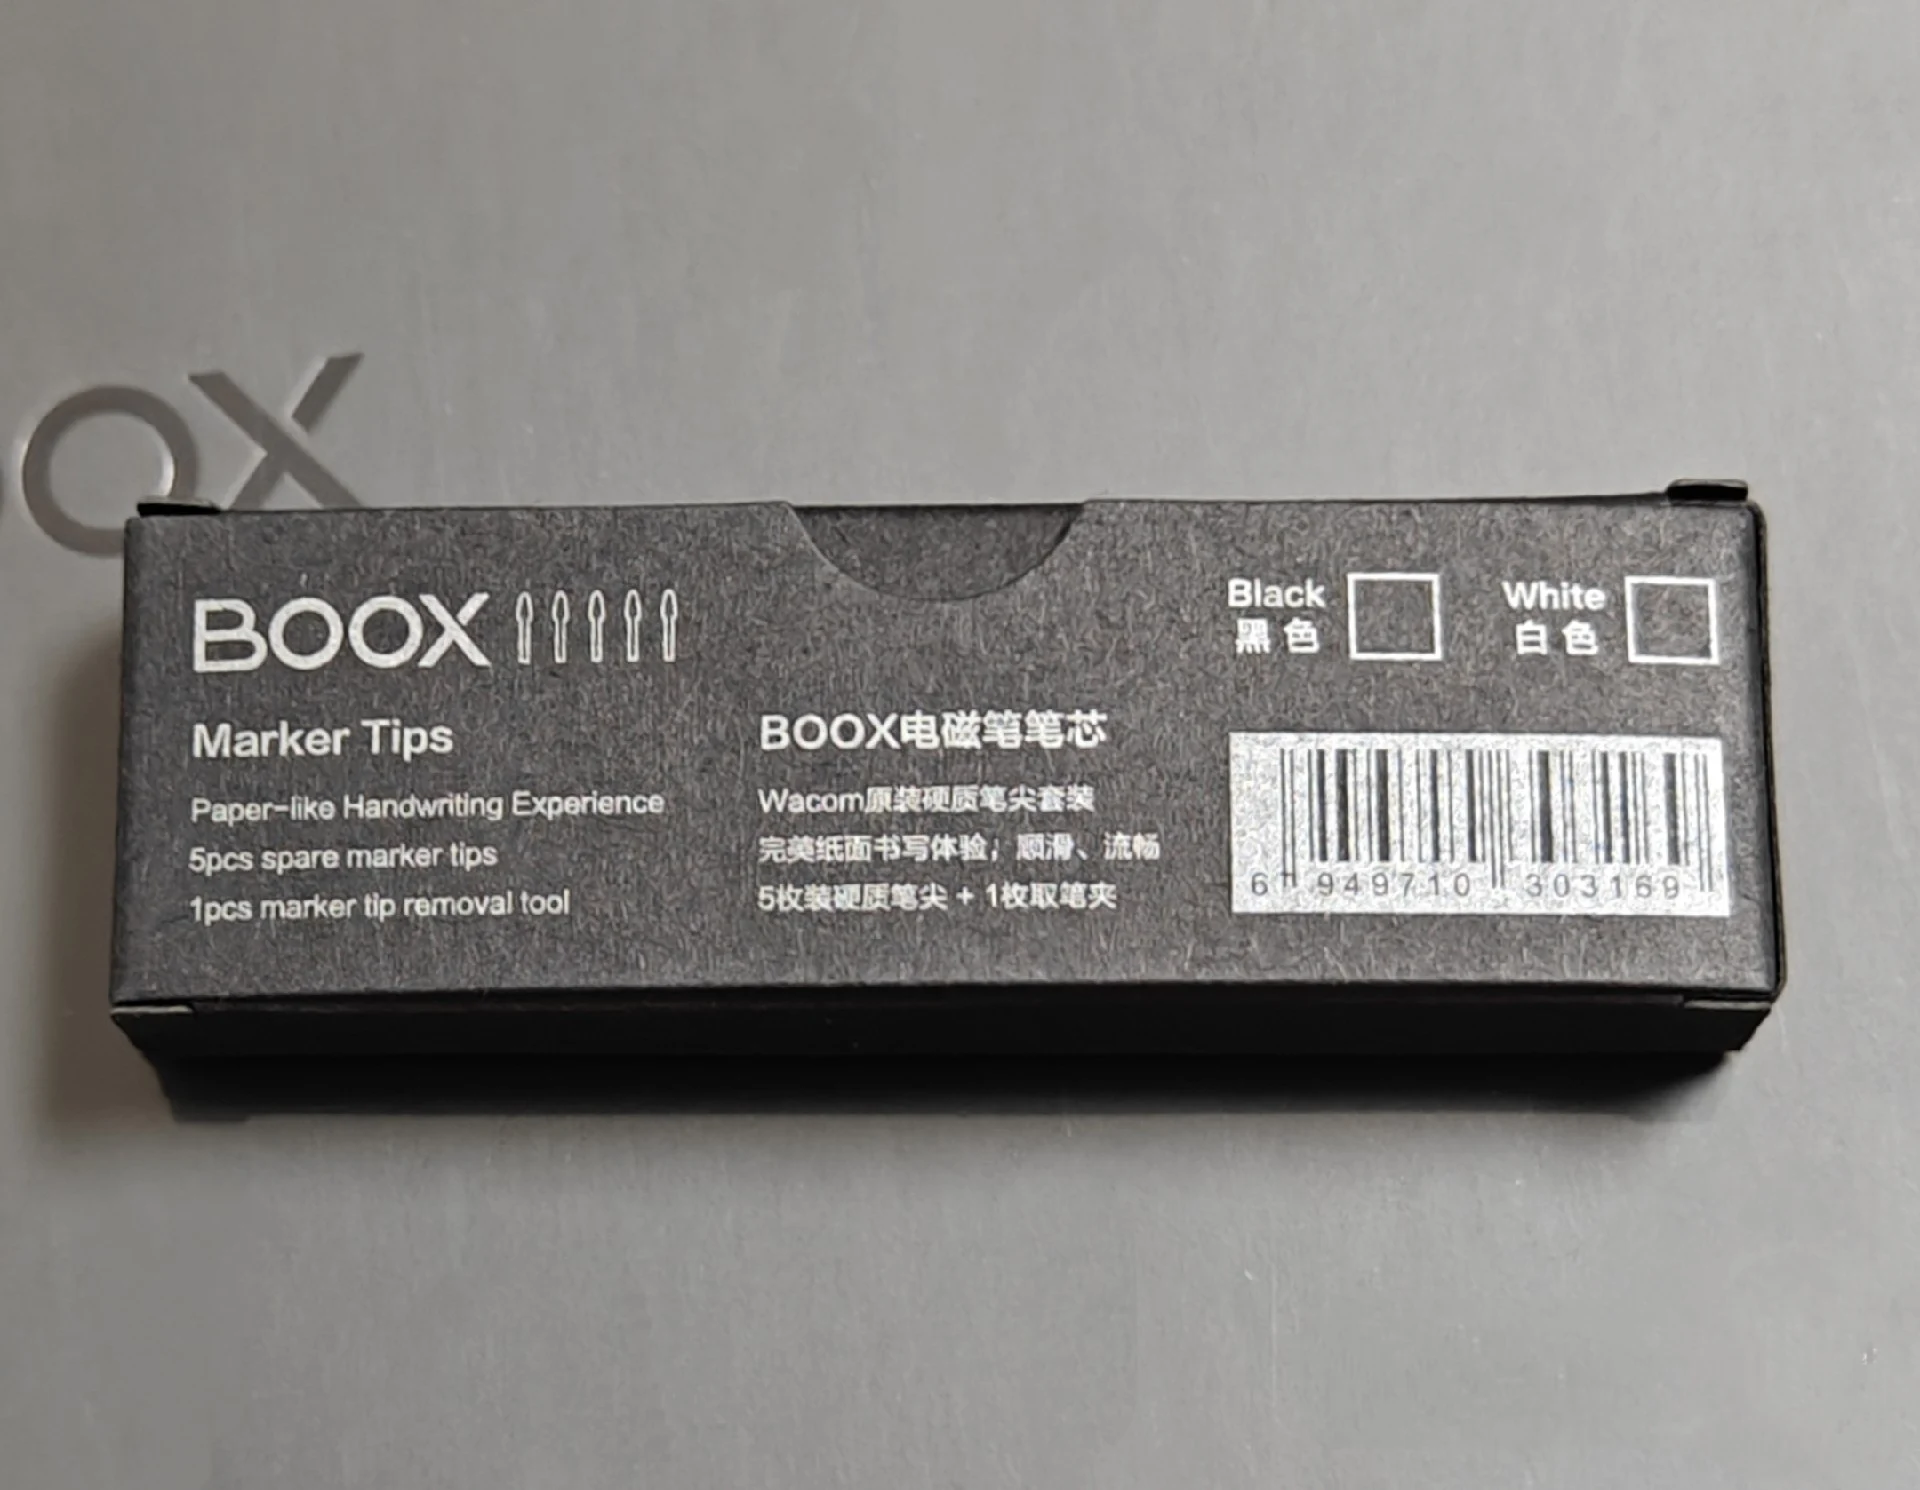 OX
BOOX
Marker Tips
Paper-like Handwriting Experience
5pcs spare marker tips
1pcs marker tip removal tool
BOOX电磁笔笔芯
Wacom原装硬质笔尖套装
完美纸面书写体验，顺滑、流畅
5枚装硬质笔尖 + 1枚取笔夹
Black
黑色
White
白色
6 949710 303169